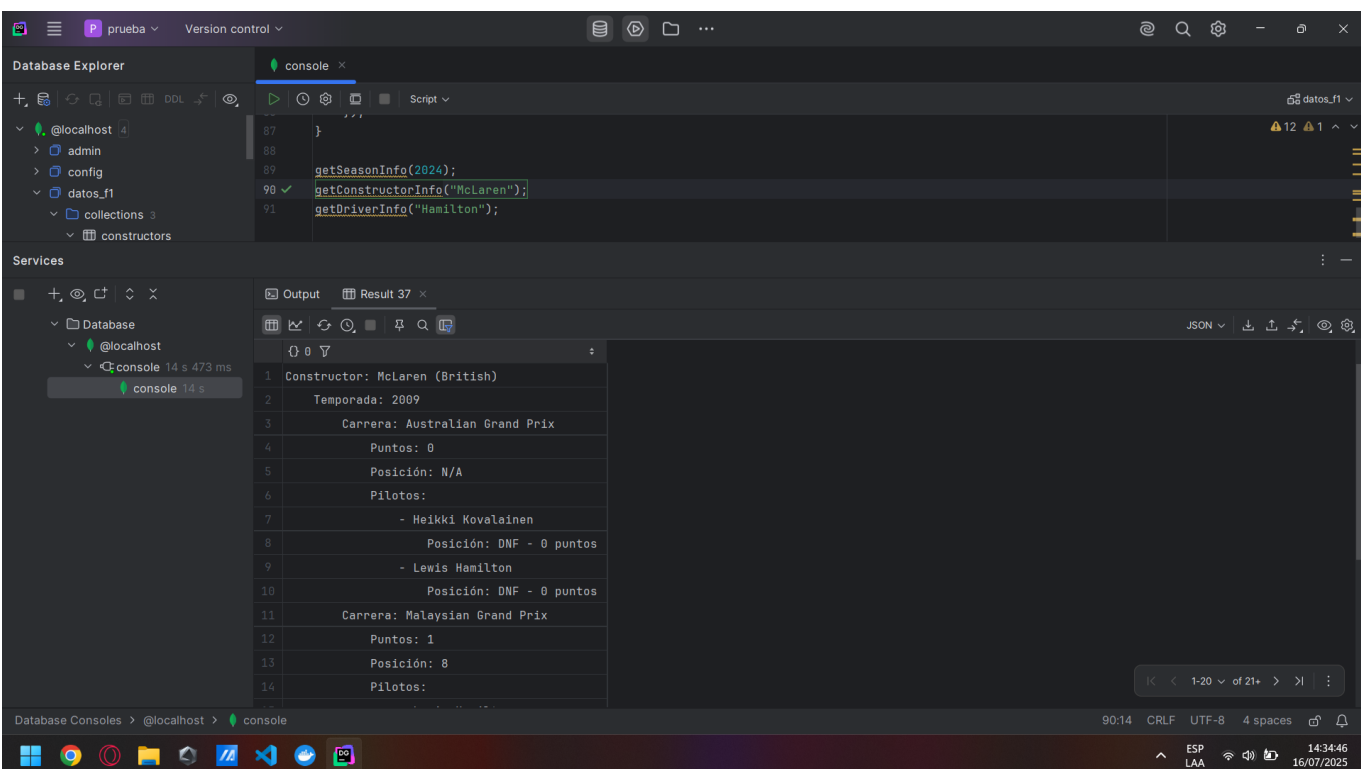 P prueba Version control
Database Explorer
console
DDL
Script
datos_f1
@localhost 4
admin
config
datos_f1
collections 3
constructors
87 }
12 1
88
89 getSeasonInfo(2024);
90 getConstructorInfo("McLaren");
91 getDriverInfo("Hamilton");
Services
Output
Result 37
JSON
Database
@localhost
console 14 s 473 ms
console 14 s
{} 0
1 Constructor: McLaren (British)
2 Temporada: 2009
3 Carrera: Australian Grand Prix
4 Puntos: 0
5 Posición: N/A
6 Pilotos:
7 - Heikki Kovalainen
8 Posición: DNF - 0 puntos
9 - Lewis Hamilton
10 Posición: DNF - 0 puntos
11 Carrera: Malaysian Grand Prix
12 Puntos: 1
13 Posición: 8
14 Pilotos:
1-20 of 21+
Database Consoles > @localhost > console
90:14 CRLF UTF-8 4 spaces
DG
ESP
LAA
14:34:46
16/07/2025